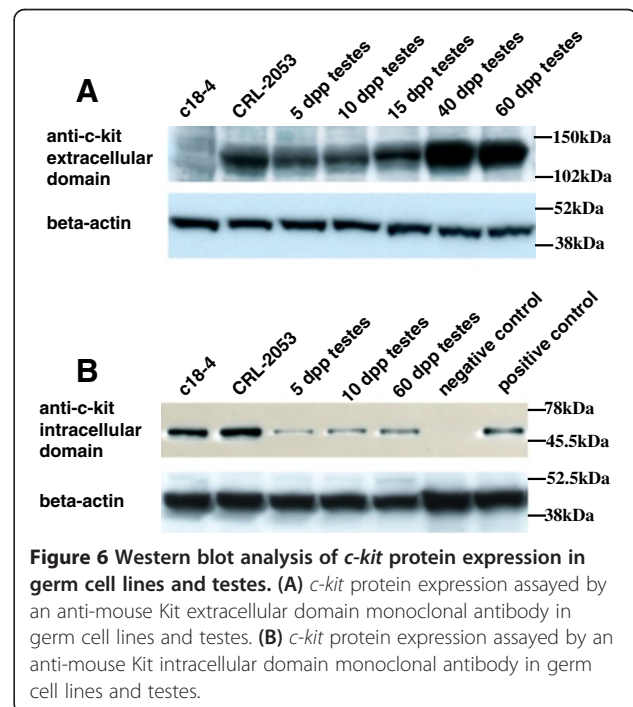 A
c18-4
CRL-2053
5 dpp testes
10 dpp testes
15 dpp testes
40 dpp testes
60 dpp testes
anti-c-kit
extracellular
domain
150kDa
102kDa
beta-actin
52kDa
38kDa
B
c18-4
CRL-2053
5 dpp testes
10 dpp testes
60 dpp testes
negative control
positive control
anti-c-kit
intracellular
domain
78kDa
45.5kDa
beta-actin
52.5kDa
38kDa
Figure 6 Western blot analysis of c-kit protein expression in
germ cell lines and testes. (A) c-kit protein expression assayed by
an anti-mouse Kit extracellular domain monoclonal antibody in
germ cell lines and testes. (B) c-kit protein expression assayed by an
anti-mouse Kit intracellular domain monoclonal antibody in germ
cell lines and testes.